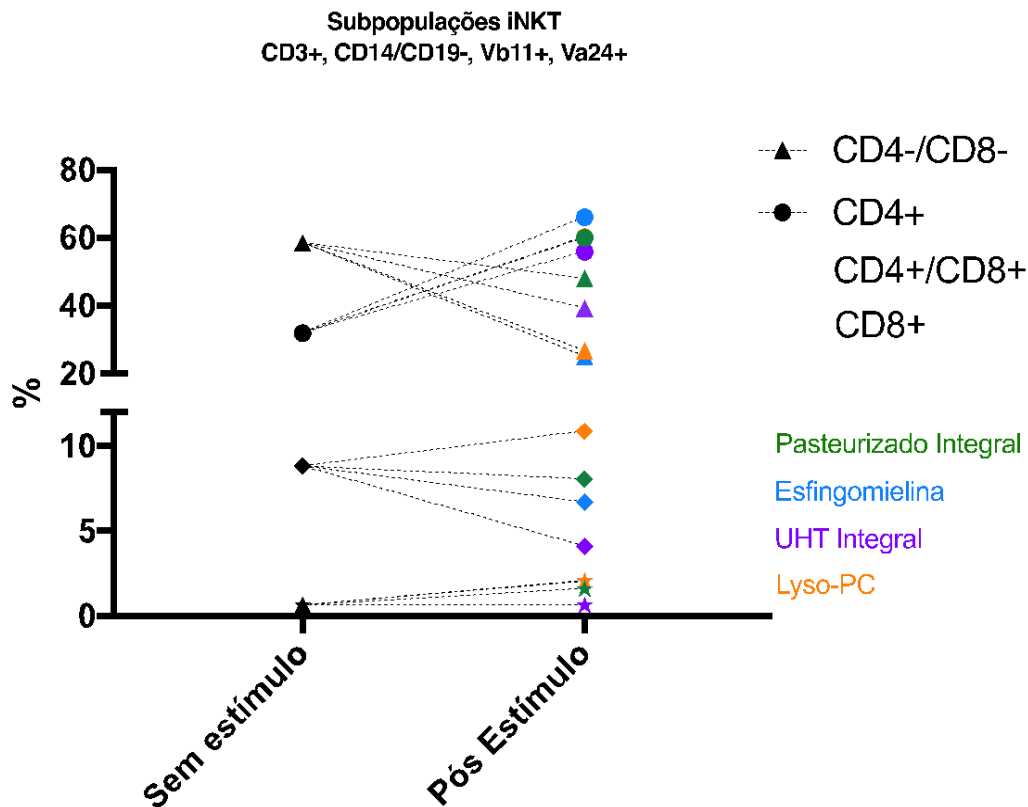 Subpopulações iNKT
CD3+, CD14/CD19-, Vb11+, Va24+
CD4-/CD8-
CD4+
CD4+/CD8+
CD8+
%
80
60
40
20
10
5
0
Pasteurizado Integral
Esfingomielina
UHT Integral
Lyso-PC
Sem estímulo
Pós Estímulo